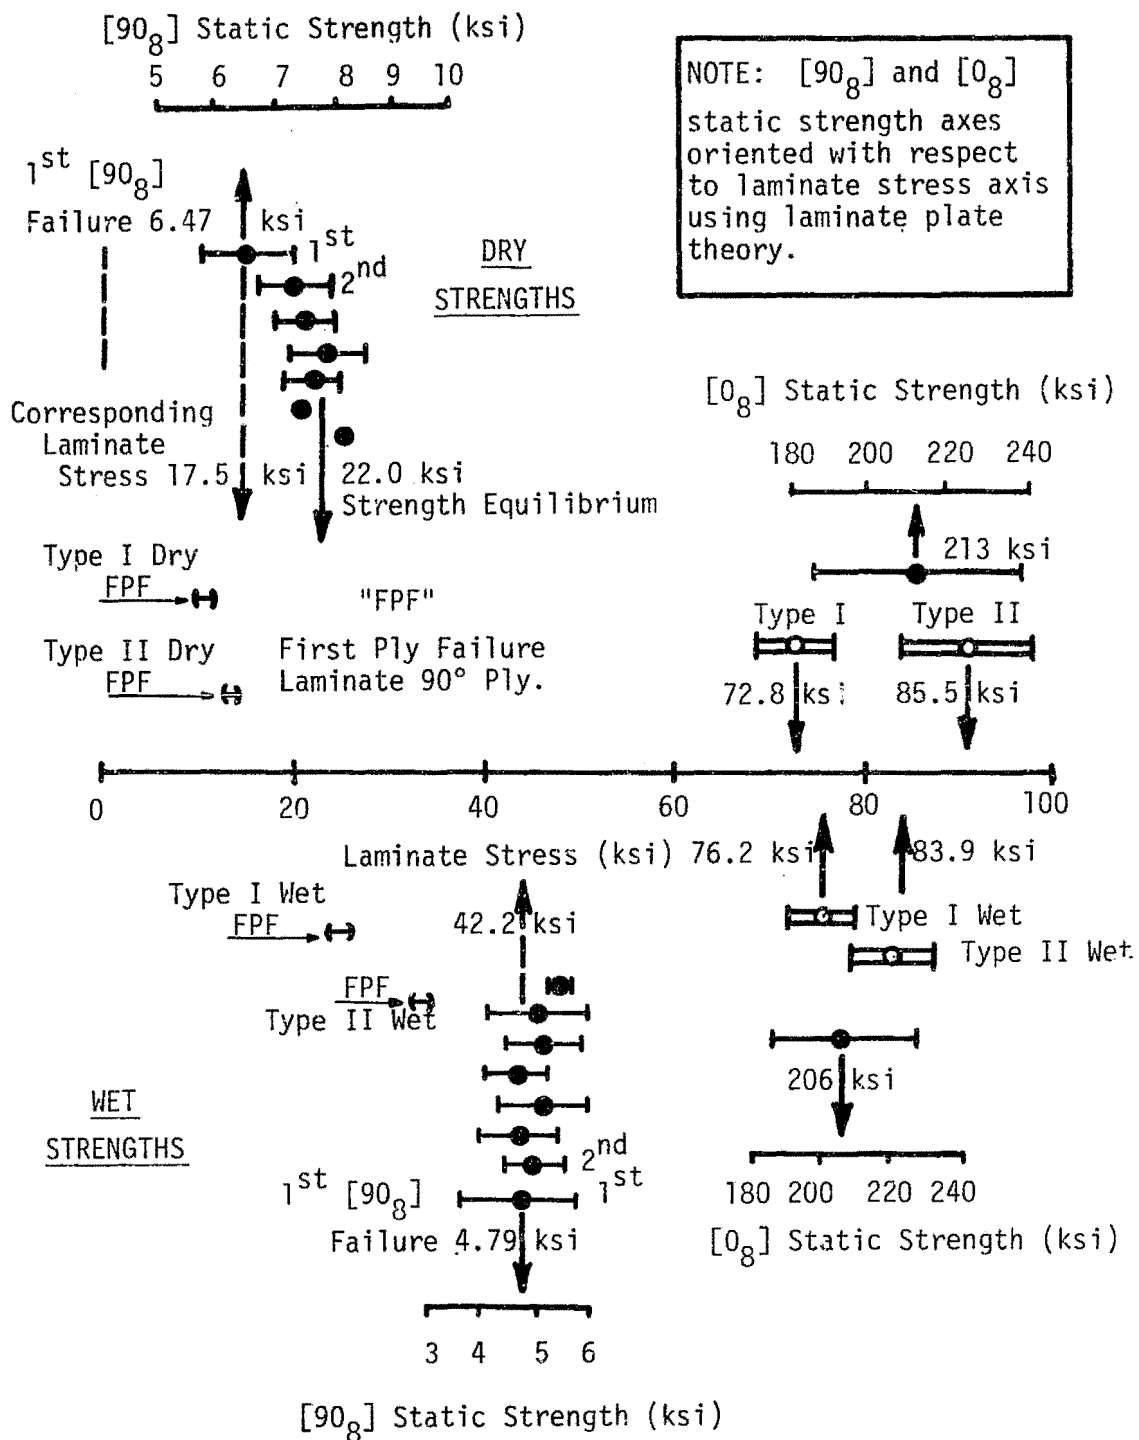 [90₈] Static Strength (ksi)
5 6 7 8 9 10
NOTE: [90₈] and [0₈]
static strength axes
oriented with respect
to laminate stress axis
using laminate plate
theory.
1st [90₈]
Failure 6.47 ksi
1st
2nd
DRY
STRENGTHS
Corresponding
Laminate
Stress 17.5 ksi
22.0 ksi
Strength Equilibrium
[0₈] Static Strength (ksi)
180 200 220 240
213 ksi
Type I Dry
FPF
"FPF"
Type I Type II
Type II Dry
FPF
First Ply Failure
Laminate 90° Ply.
72.8 ksi 85.5 ksi
0 20 40 60 80 100
Laminate Stress (ksi)
76.2 ksi 83.9 ksi
Type I Wet
FPF
42.2 ksi
Type I Wet
Type II Wet
FPF
Type II Wet
206 ksi
WET
STRENGTHS
2nd
1st
1st [90₈]
Failure 4.79 ksi
180 200 220 240
[0₈] Static Strength (ksi)
3 4 5 6
[90₈] Static Strength (ksi)